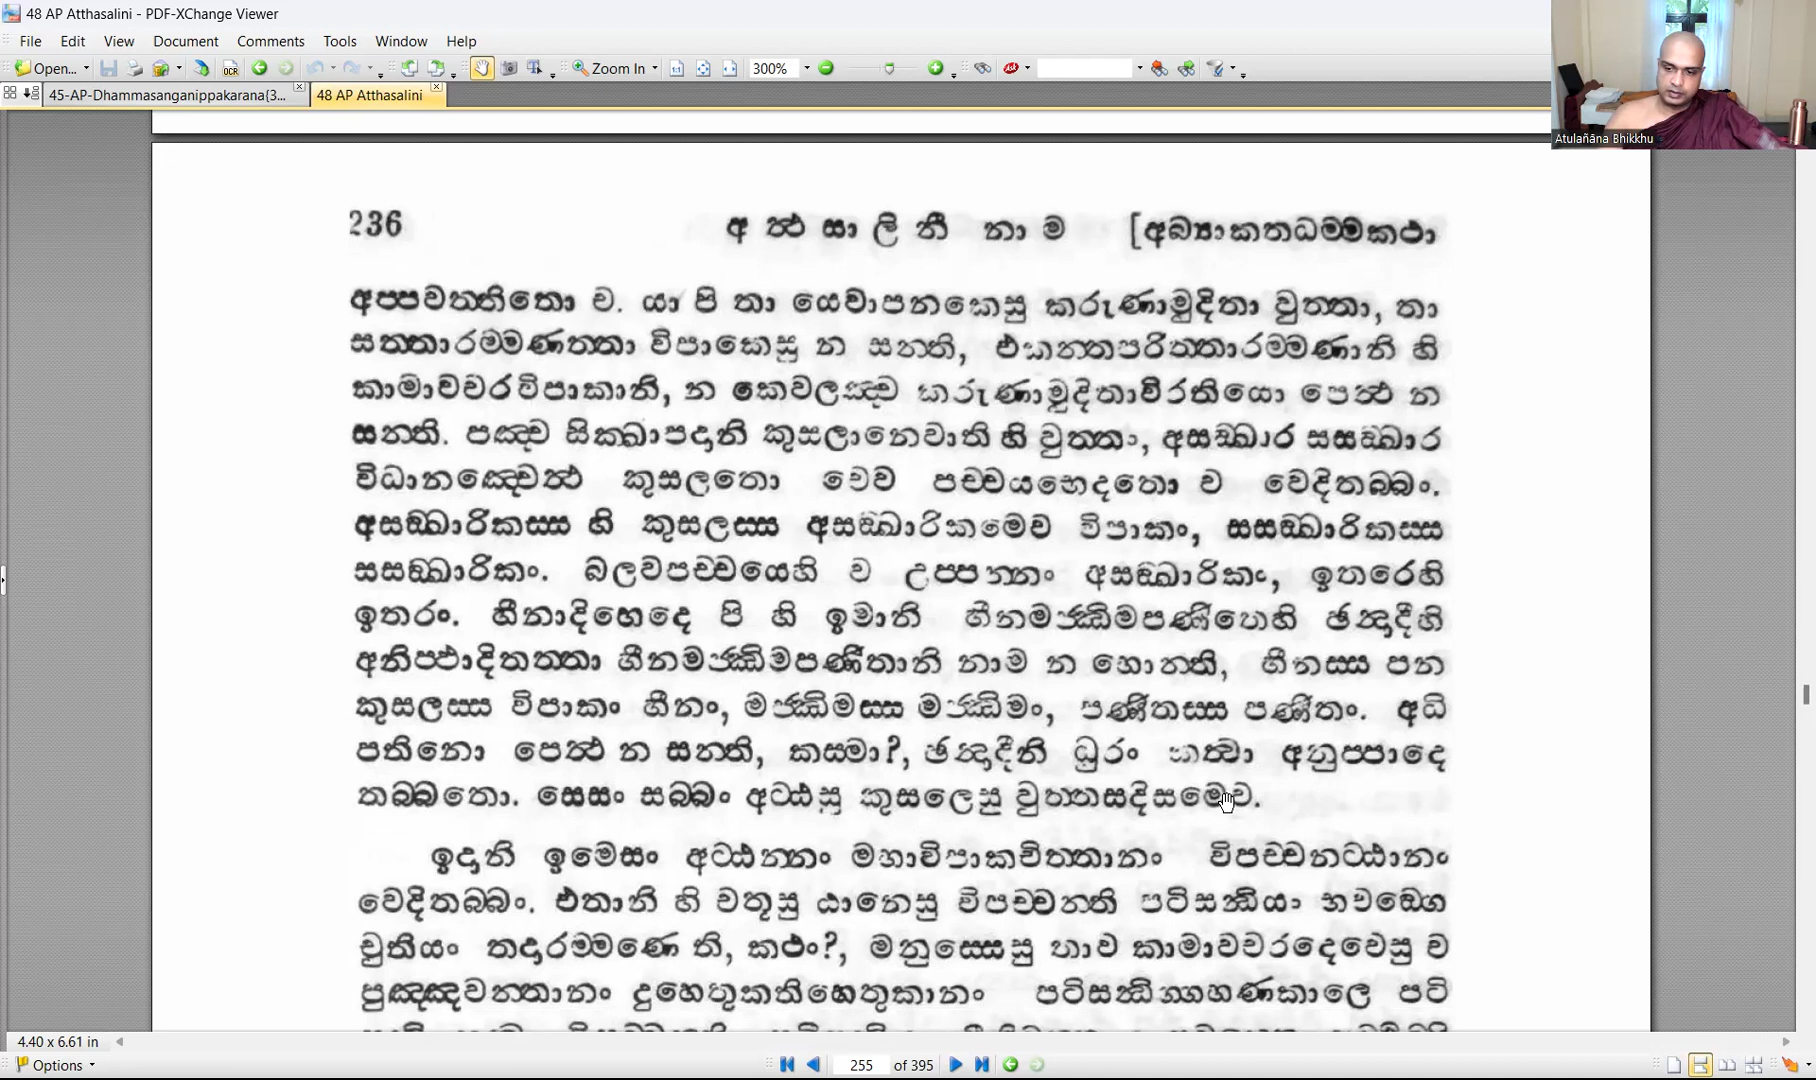 48 AP Atthasalini - PDF-XChange Viewer
File Edit View Document Comments Tools Window Help
Open... OCR Zoom In 300%
45-AP-Dhammasanganippakarana(3... 48 AP Atthasalini
Atulañāna Bhikkhu
236 අත්ථසාලිනී නාම [අබ්‍යාකතධම්මකථා
අප්පවත්තිතො ච. යා පි තා යෙවාපනකෙසු කරුණාමුදිතා වුත්තා, තා
සත්තාරම්මණත්තා විපාකෙසු න සන්ති, එකන්තපරිත්තාරම්මණානි හි
කාමාවචරවිපාකානි, න කෙවලඤ්ච කරුණාමුදිතාවිරතියො පෙත්ථ න
සන්ති. පඤ්ච සික්ඛාපදානි කුසලානෙවාති හි වුත්තං, අසඞ්ඛාර සසඞ්ඛාර
විධානඤ්චෙත්ථ කුසලතො චෙව පච්චයභෙදතො ච වෙදිතබ්බං.
අසඞ්ඛාරිකස්ස හි කුසලස්ස අසඞ්ඛාරිකමෙව විපාකං, සසඞ්ඛාරිකස්ස
සසඞ්ඛාරිකං. බලවපච්චයෙහි ච උප්පන්නං අසඞ්ඛාරිකං, ඉතරෙහි
ඉතරං. හීනාදිභෙදෙ පි හි ඉමානි හීනමජ්ඣිමපණීතෙහි ඡන්දාදීහි
අනිප්ඵාදිතත්තා හීනමජ්ඣිමපණීතානි නාම න හොන්ති, හීනස්ස පන
කුසලස්ස විපාකං හීනං, මජ්ඣිමස්ස මජ්ඣිමං, පණීතස්ස පණීතං. අධි
පතිනො පෙත්ථ න සන්ති, කස්මා?, ඡන්දාදීනි ධුරං කත්වා අනුප්පාදෙ
තබ්බතො. සෙසං සබ්බං අට්ඨසු කුසලෙසු වුත්තසදිසමෙව.
ඉදානි ඉමෙසං අට්ඨන්නං මහාවිපාකචිත්තානං විපච්චනට්ඨානං
වෙදිතබ්බං. එතානි හි චතූසු ඨානෙසු විපච්චන්ති පටිසන්ධියං භවඞ්ගෙ
චුතියං තදාරම්මණෙ ති, කථං?, මනුස්සෙසු තාව කාමාවචරදෙවෙසු ච
පුඤ්ඤවන්තානං දුහෙතුකතිහෙතුකානං පටිසන්ධිග්ගහණකාලෙ පටි
4.40 x 6.61 in
Options 255 of 395